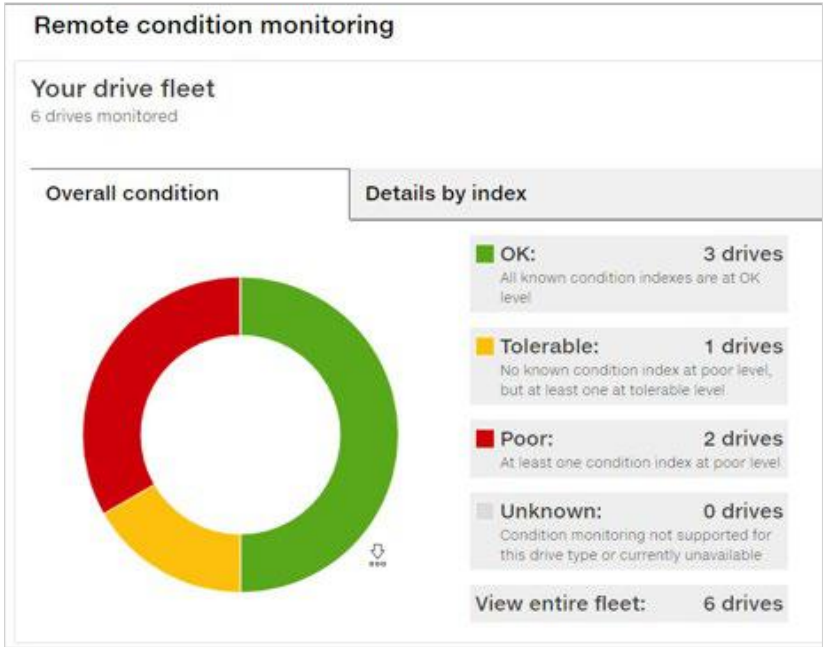 Remote condition monitoring
Your drive fleet
6 drives monitored
Overall condition
Details by index
OK: 3 drives
All known condition indexes are at OK
level
Tolerable: 1 drives
No known condition index at poor level,
but at least one at tolerable level
Poor: 2 drives
At least one condition index at poor level
Unknown: 0 drives
Condition monitoring not supported for
this drive type or currently unavailable
View entire fleet: 6 drives